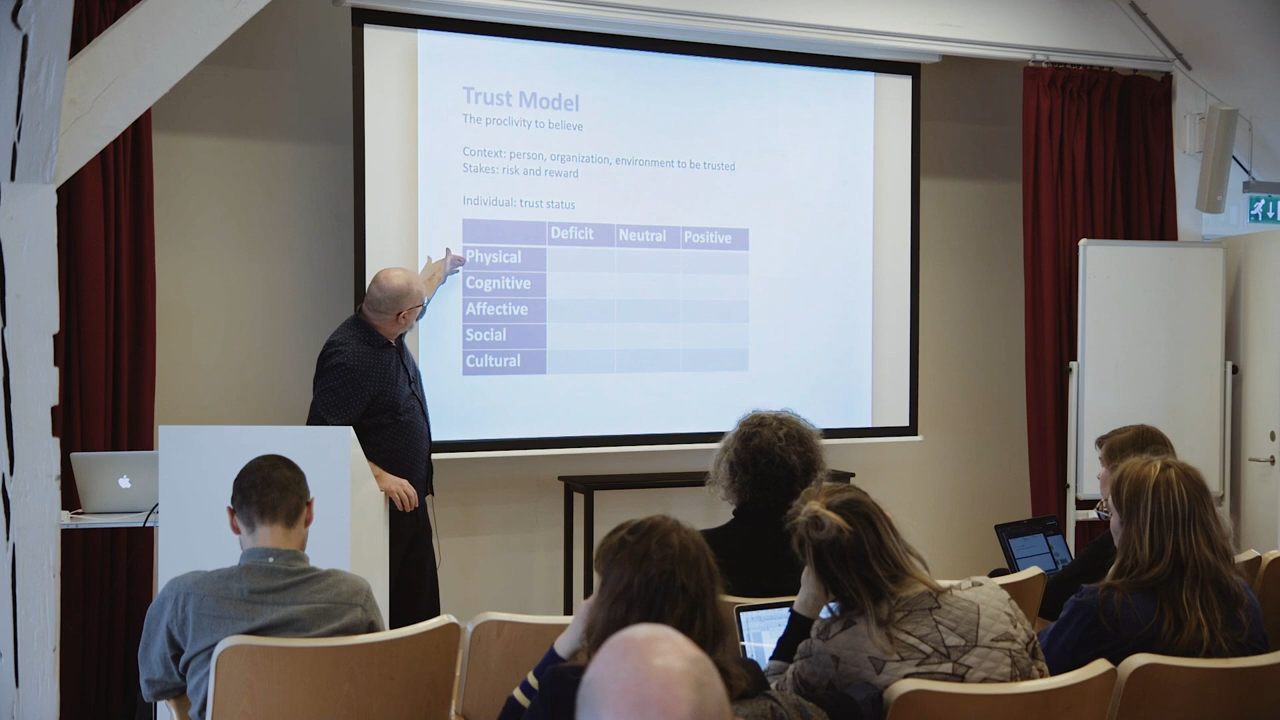 Trust Model
The proclivity to believe
Context: person, organization, environment to be trusted
Stakes: risk and reward
Individual: trust status
Deficit Neutral Positive
Physical
Cognitive
Affective
Social
Cultural